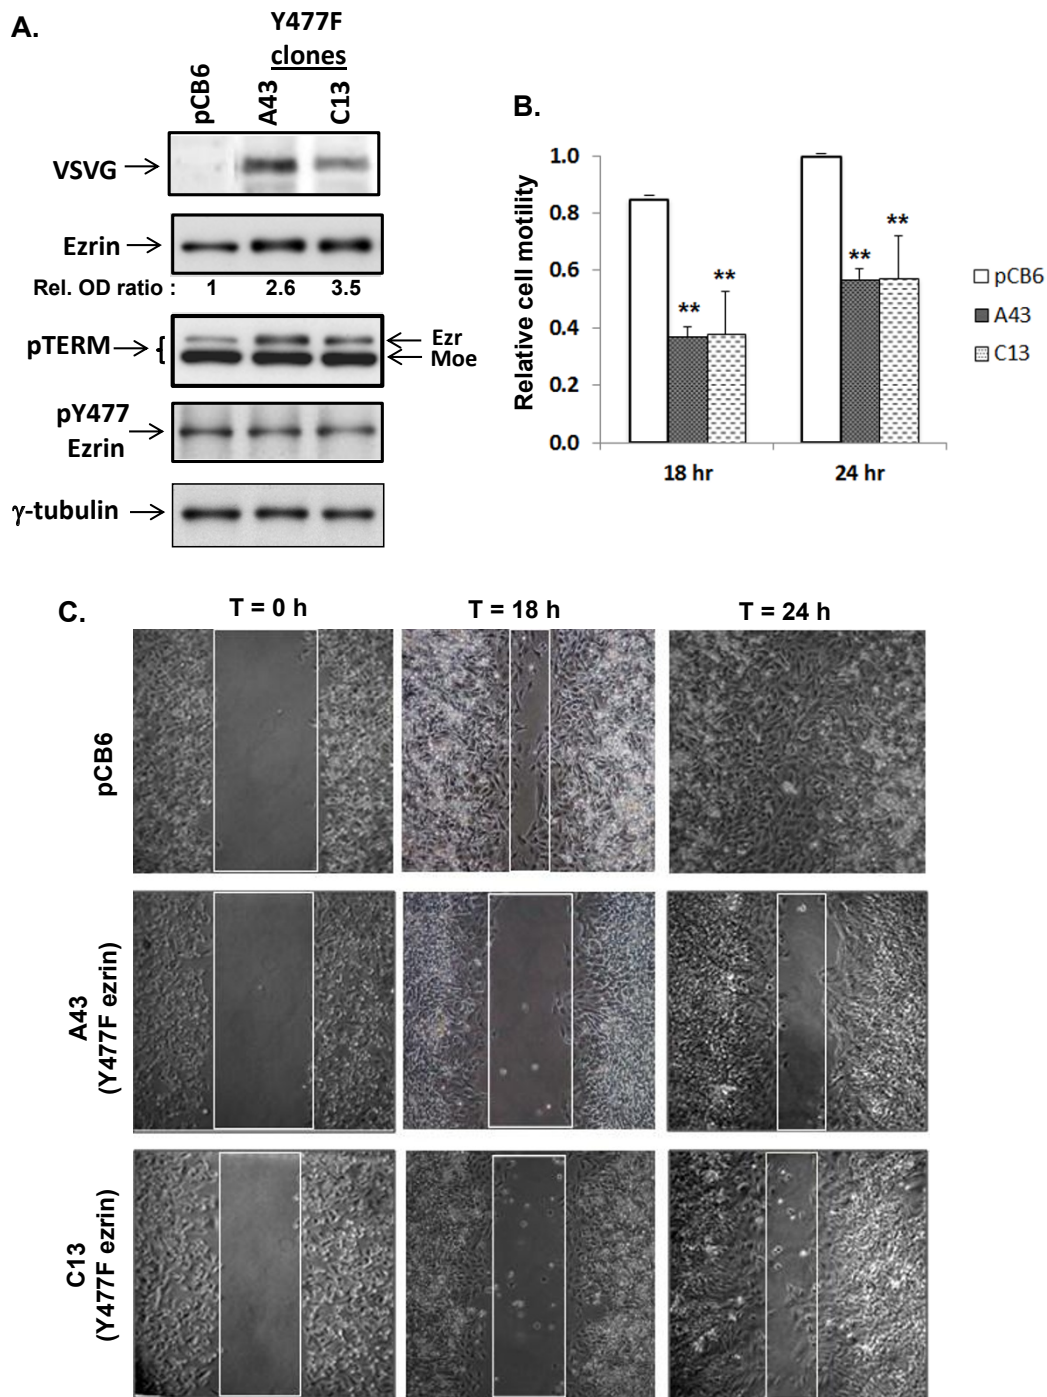 A.
Y477F
clones
pCB6
A43
C13
VSVG
Ezrin
Rel. OD ratio : 1 2.6 3.5
pTERM
Ezr
Moe
pY477
Ezrin
γ-tubulin
B.
Relative cell motility
1.0
0.8
0.6
0.4
0.2
0.0
**
**
**
**
18 hr
24 hr
pCB6
A43
C13
C.
T = 0 h
T = 18 h
T = 24 h
pCB6
A43
(Y477F ezrin)
C13
(Y477F ezrin)